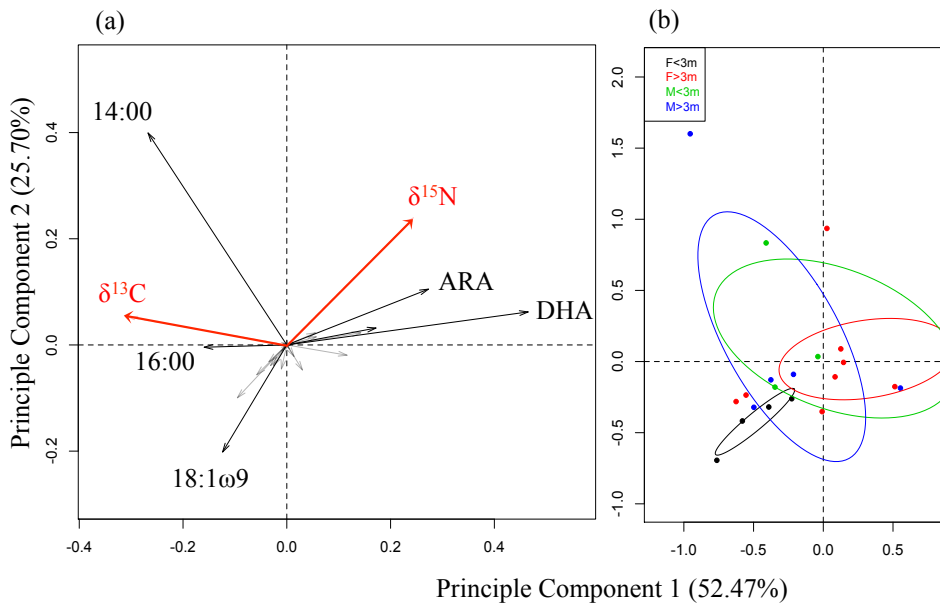 (a)
(b)
14:00
δ¹⁵N
ARA
DHA
δ¹³C
16:00
18:1ω9
0.4
0.2
0.0
-0.2
-0.4
-0.2
0.0
0.2
0.4
Principle Component 2 (25.70%)
F<3m
F>3m
M<3m
M>3m
2.0
1.5
1.0
0.5
0.0
-0.5
-1.0
-1.0
-0.5
0.0
0.5
Principle Component 1 (52.47%)